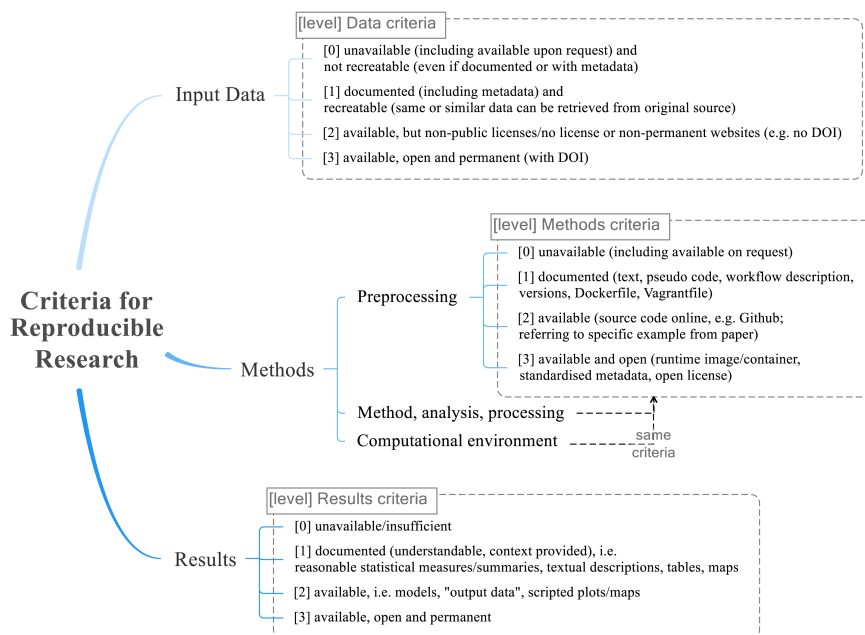 [level] Data criteria
[0] unavailable (including available upon request) and
not recreatable (even if documented or with metadata)
Input Data
[1] documented (including metadata) and
recreatable (same or similar data can be retrieved from original source)
[2] available, but non-public licenses/no license or non-permanent websites (e.g. no DOI)
[3] available, open and permanent (with DOI)
[level] Methods criteria
[0] unavailable (including available on request)
Preprocessing
[1] documented (text, pseudo code, workflow description,
versions, Dockerfile, Vagrantfile)
[2] available (source code online, e.g. Github;
referring to specific example from paper)
[3] available and open (runtime image/container,
standardised metadata, open license)
Criteria for
Reproducible
Research
Methods
Method, analysis, processing
Computational environment
same
criteria
[level] Results criteria
[0] unavailable/insufficient
Results
[1] documented (understandable, context provided), i.e.
reasonable statistical measures/summaries, textual descriptions, tables, maps
[2] available, i.e. models, "output data", scripted plots/maps
[3] available, open and permanent